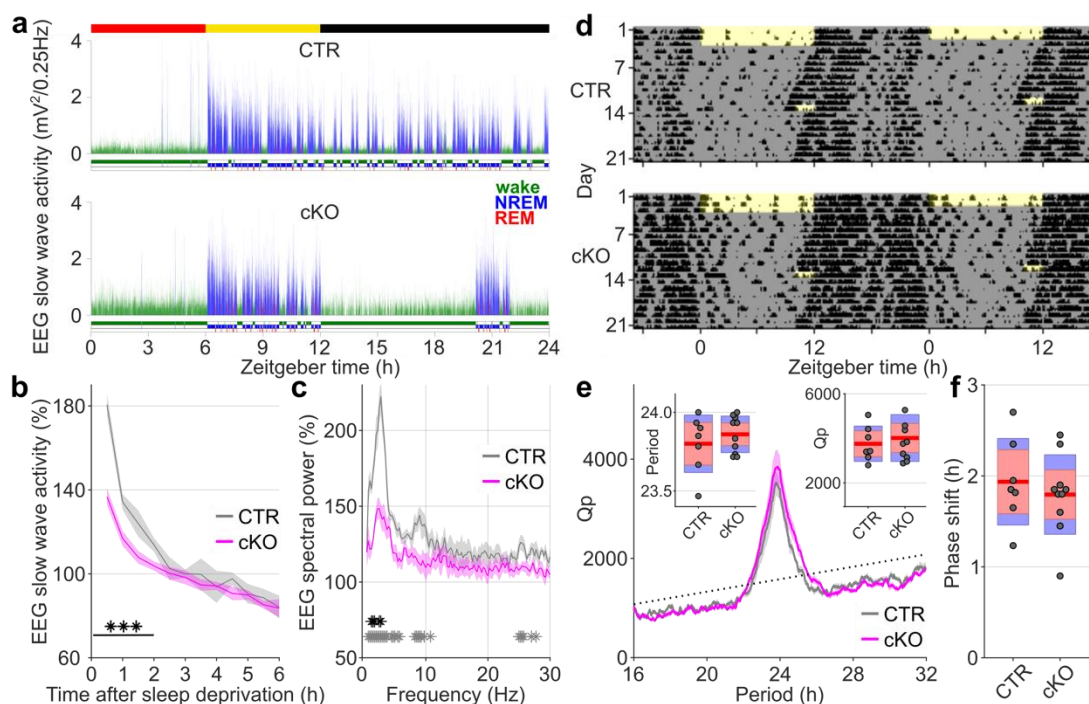 a
CTR
EEG slow wave activity (mV²/0.25Hz)
4
2
0
wake
NREM
REM
cKO
4
2
0
0 3 6 9 12 15 18 21 24
Zeitgeber time (h)
d
1
7
CTR
14
21
Day
1
7
cKO
14
21
0 12 0 12
Zeitgeber time (h)
b
EEG slow wave activity (%)
180
140
100
60
CTR
cKO
***
0 1 2 3 4 5 6
Time after sleep deprivation (h)
c
EEG spectral power (%)
200
150
100
50
CTR
cKO
0 10 20 30
Frequency (Hz)
e
Qp
4000
2000
0
Period
24.0
23.5
CTR cKO
Qp
6000
2000
CTR cKO
CTR
cKO
16 20 24 28 32
Period (h)
f
Phase shift (h)
3
2
1
0
CTR cKO